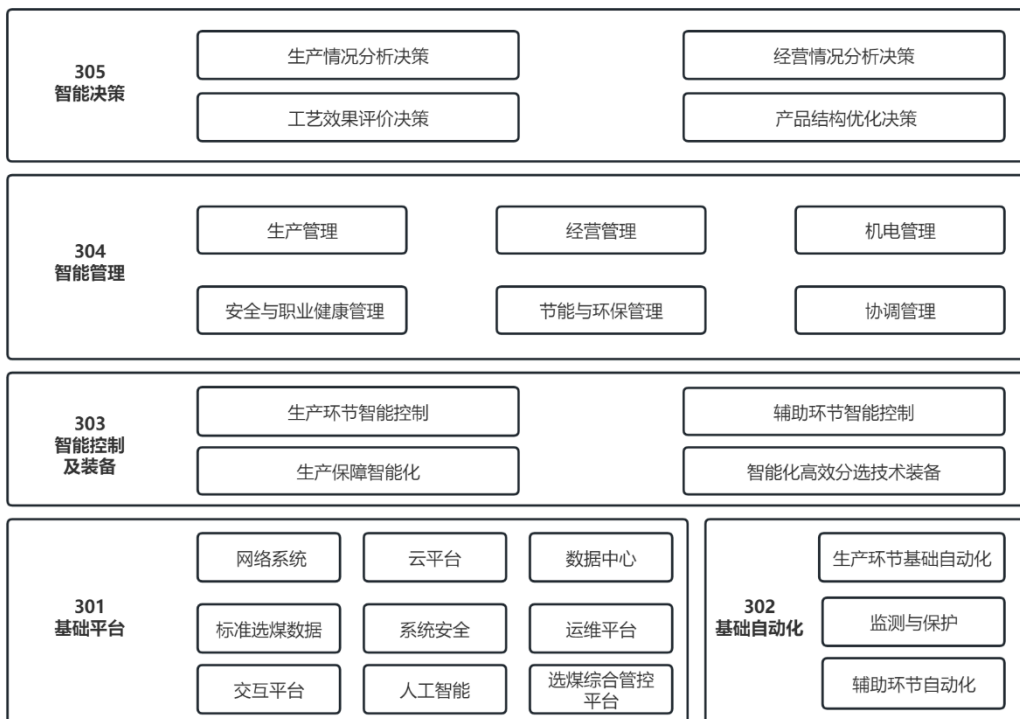 305
智能决策
生产情况分析决策
经营情况分析决策
工艺效果评价决策
产品结构优化决策
304
智能管理
生产管理
经营管理
机电管理
安全与职业健康管理
节能与环保管理
协调管理
303
智能控制
及装备
生产环节智能控制
辅助环节智能控制
生产保障智能化
智能化高效分选技术装备
301
基础平台
网络系统
云平台
数据中心
标准选煤数据
系统安全
运维平台
交互平台
人工智能
选煤综合管控
平台
302
基础自动化
生产环节基础自动化
监测与保护
辅助环节自动化